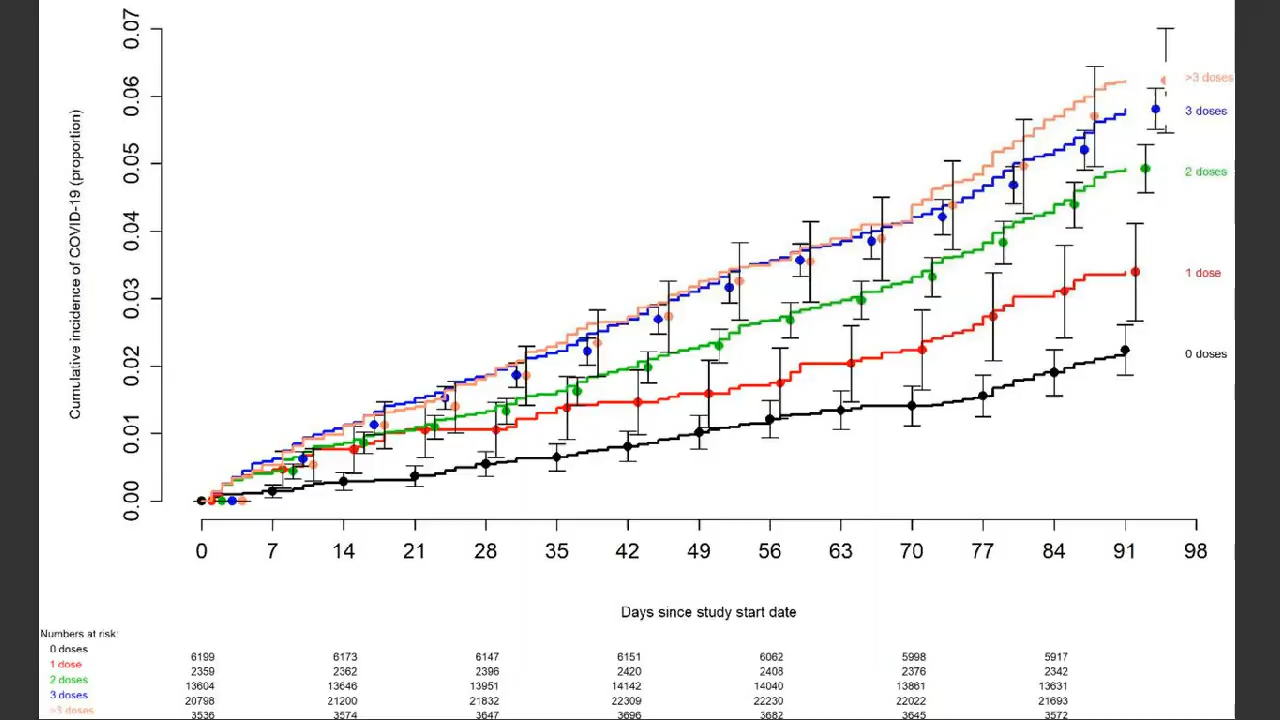 0.07
0.06
0.05
0.04
0.03
0.02
0.01
0.00
Cumulative incidence of COVID-19 (proportion)
>3 doses
3 doses
2 doses
1 dose
0 doses
0 7 14 21 28 35 42 49 56 63 70 77 84 91 98
Days since study start date
Numbers at risk:
0 doses 6199 6173 6147 6151 6062 5998 5917
1 dose 2359 2362 2396 2420 2408 2376 2342
2 doses 13604 13646 13951 14142 14040 13861 13631
3 doses 20798 21200 21832 22309 22230 22022 21693
>3 doses 3536 3574 3647 3696 3682 3645 3572